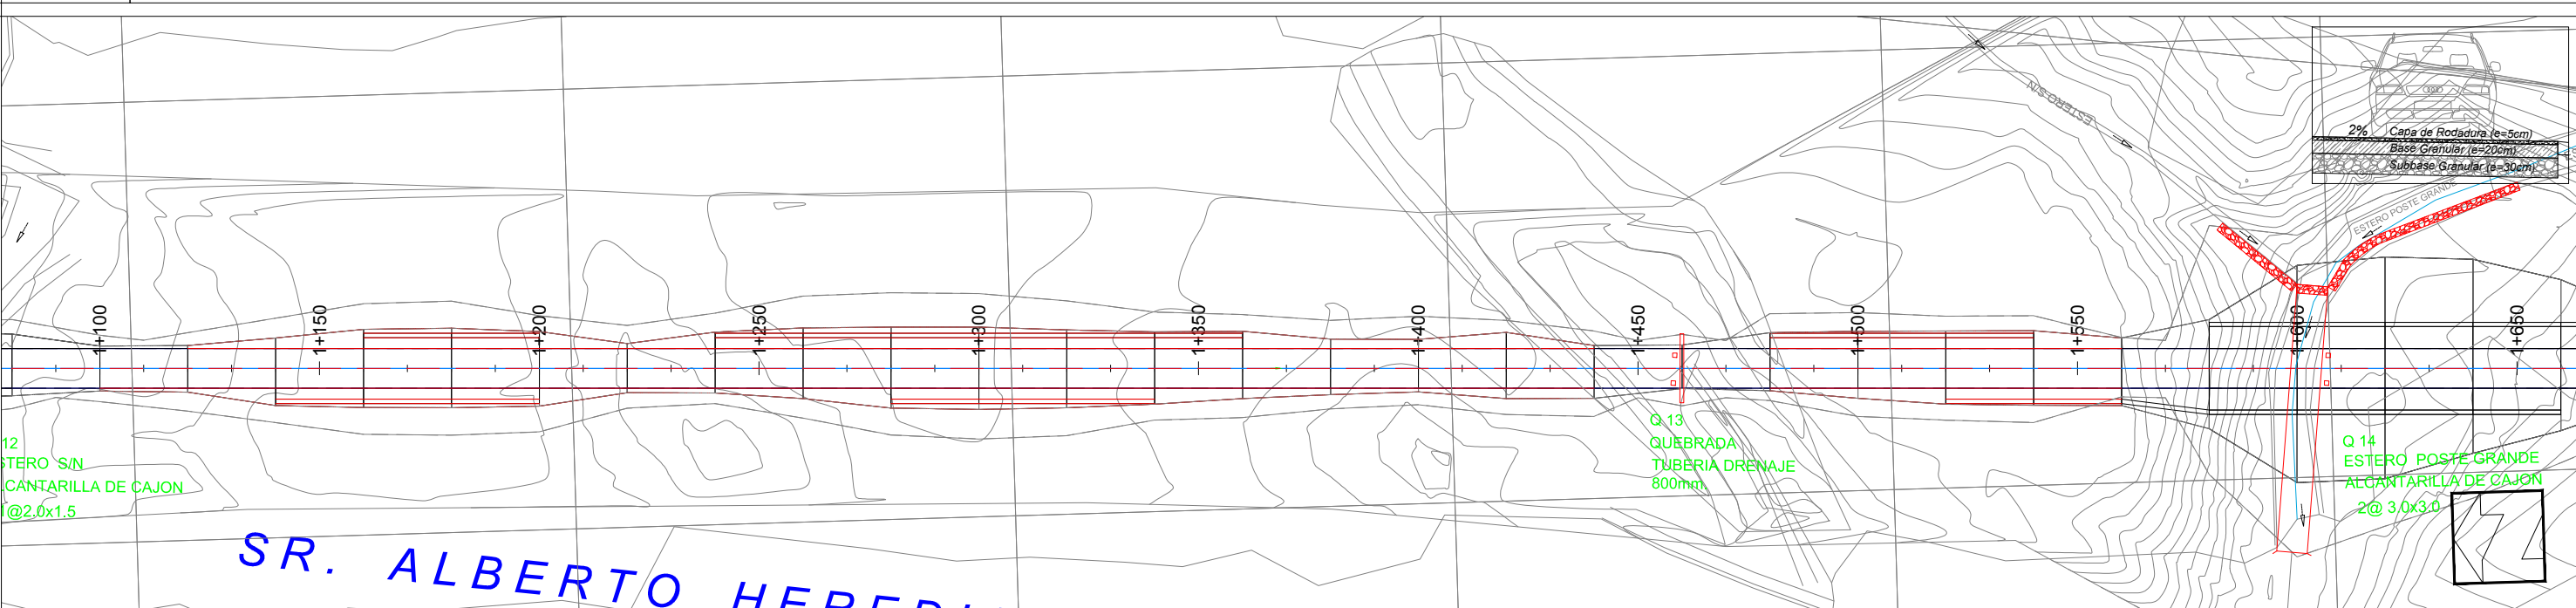 ESTERO S/N
2% Capa de Rodadura (e=5cm)
Base Granular (e=20cm)
Subbase Granular (e=30cm)
ESTERO POSTE GRANDE
1+100
1+150
1+200
1+250
1+300
1+350
1+400
1+450
1+500
1+550
1+600
1+650
12
STERO S/N
LCANTARILLA DE CAJON
1@2.0x1.5
Q 13
QUEBRADA
TUBERIA DRENAJE
800mm
Q 14
ESTERO POSTE GRANDE
ALCANTARILLA DE CAJON
2@ 3.0x3.0
SR. ALBERTO